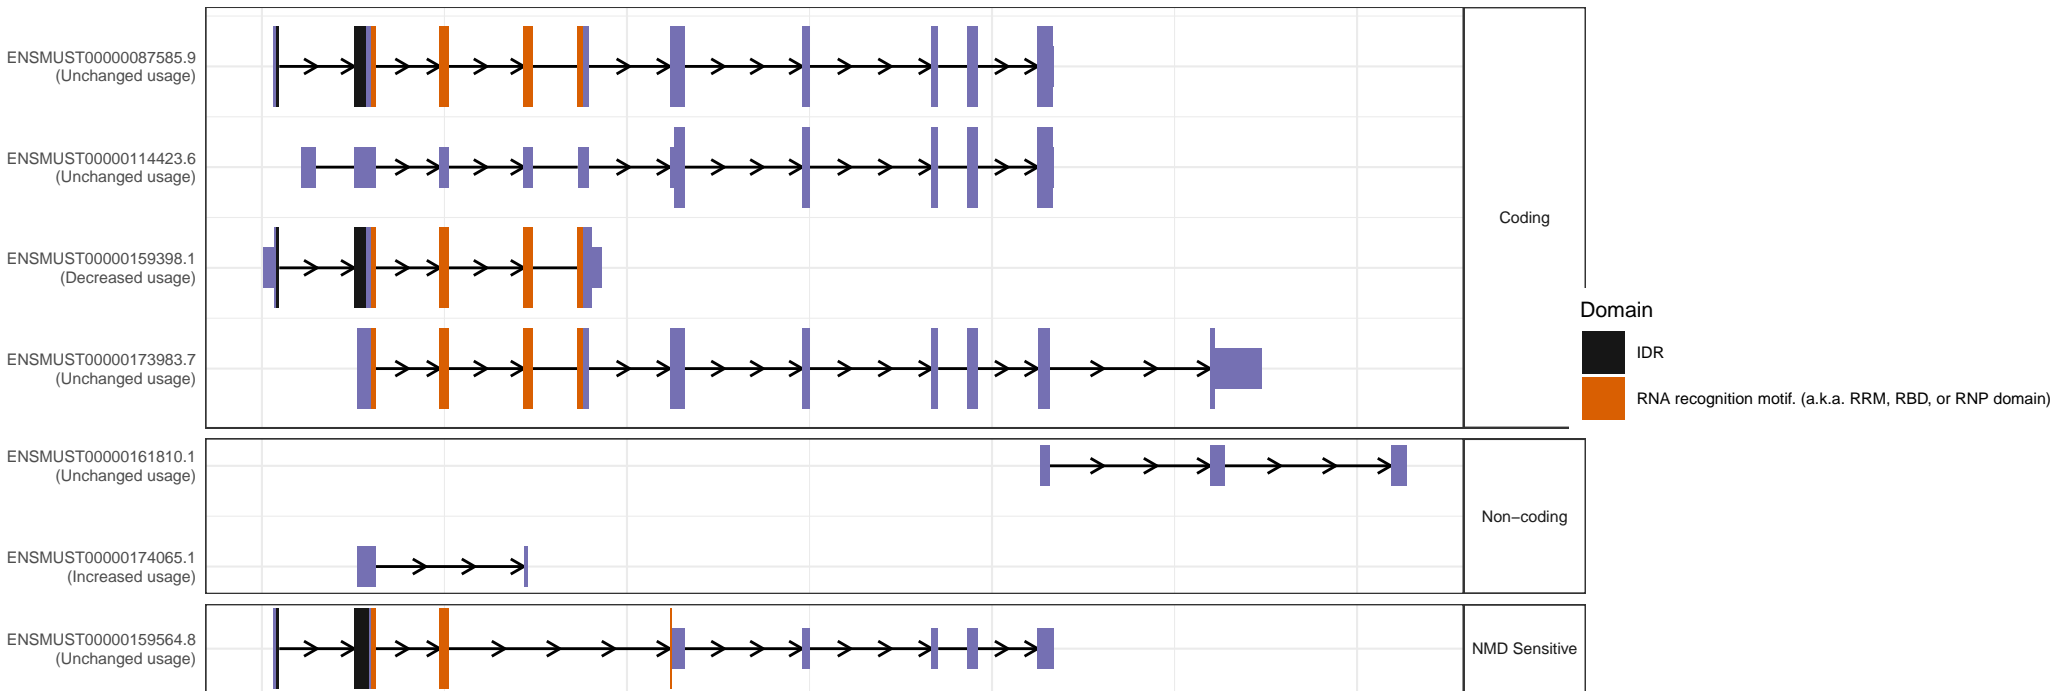 ENSMUST00000087585.9
(Unchanged usage)
ENSMUST00000114423.6
(Unchanged usage)
ENSMUST00000159398.1
(Decreased usage)
ENSMUST00000173983.7
(Unchanged usage)
Coding
Domain
IDR
RNA recognition motif. (a.k.a. RRM, RBD, or RNP domain)
ENSMUST00000161810.1
(Unchanged usage)
ENSMUST00000174065.1
(Increased usage)
Non−coding
ENSMUST00000159564.8
(Unchanged usage)
NMD Sensitive